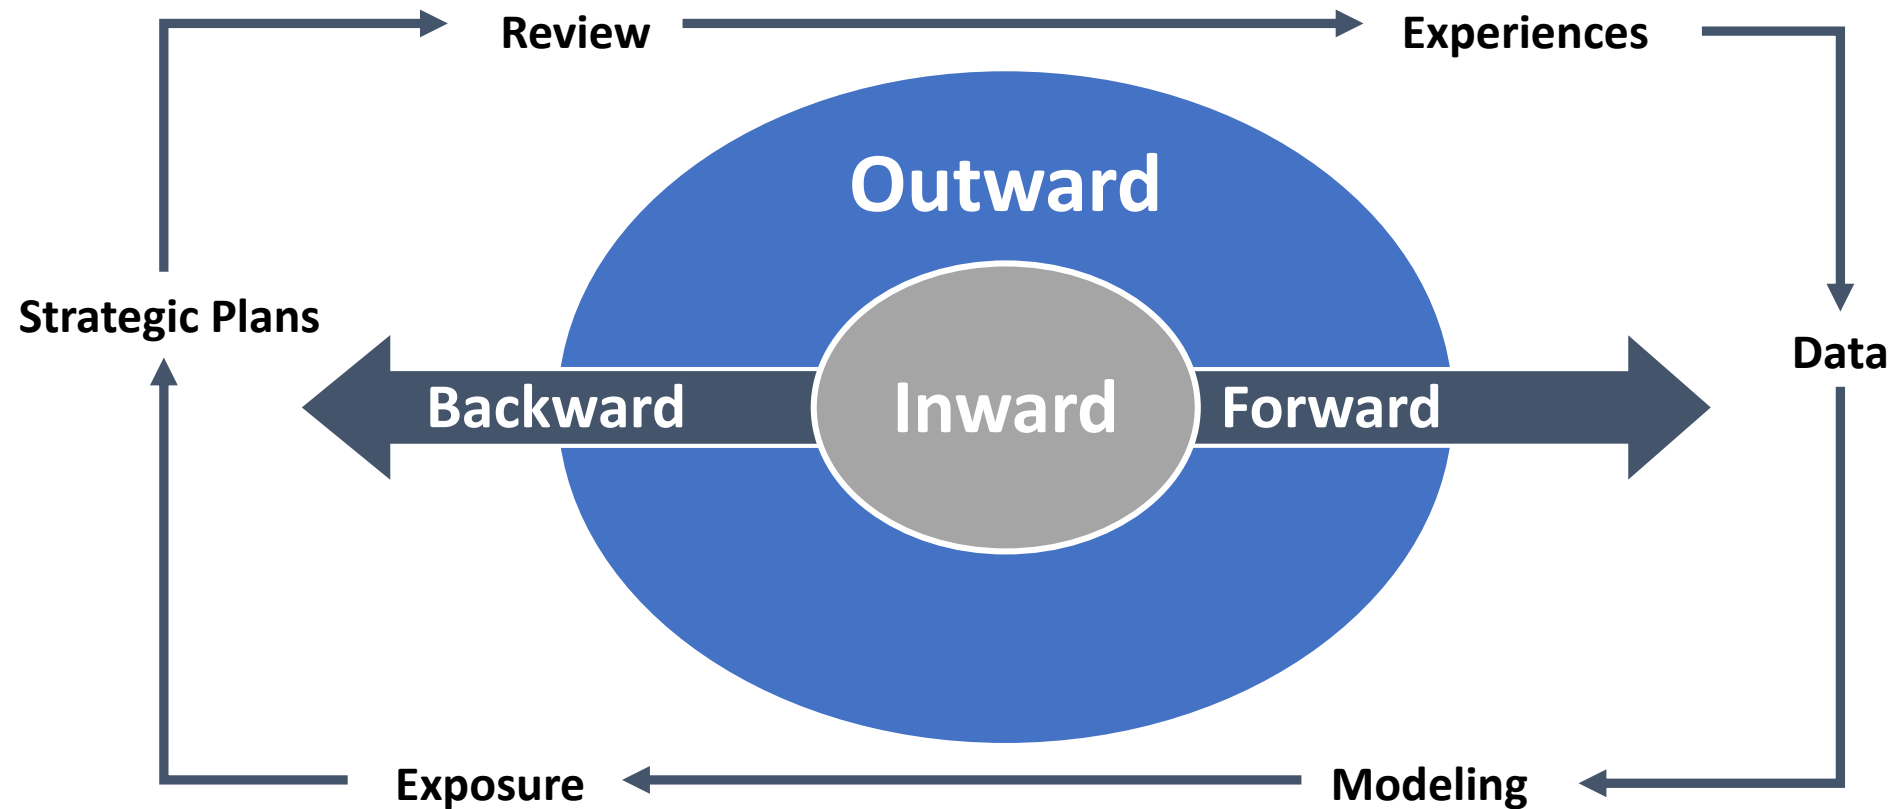 Review
Experiences
Outward
Strategic Plans
Data
Backward
Inward
Forward
Exposure
Modeling